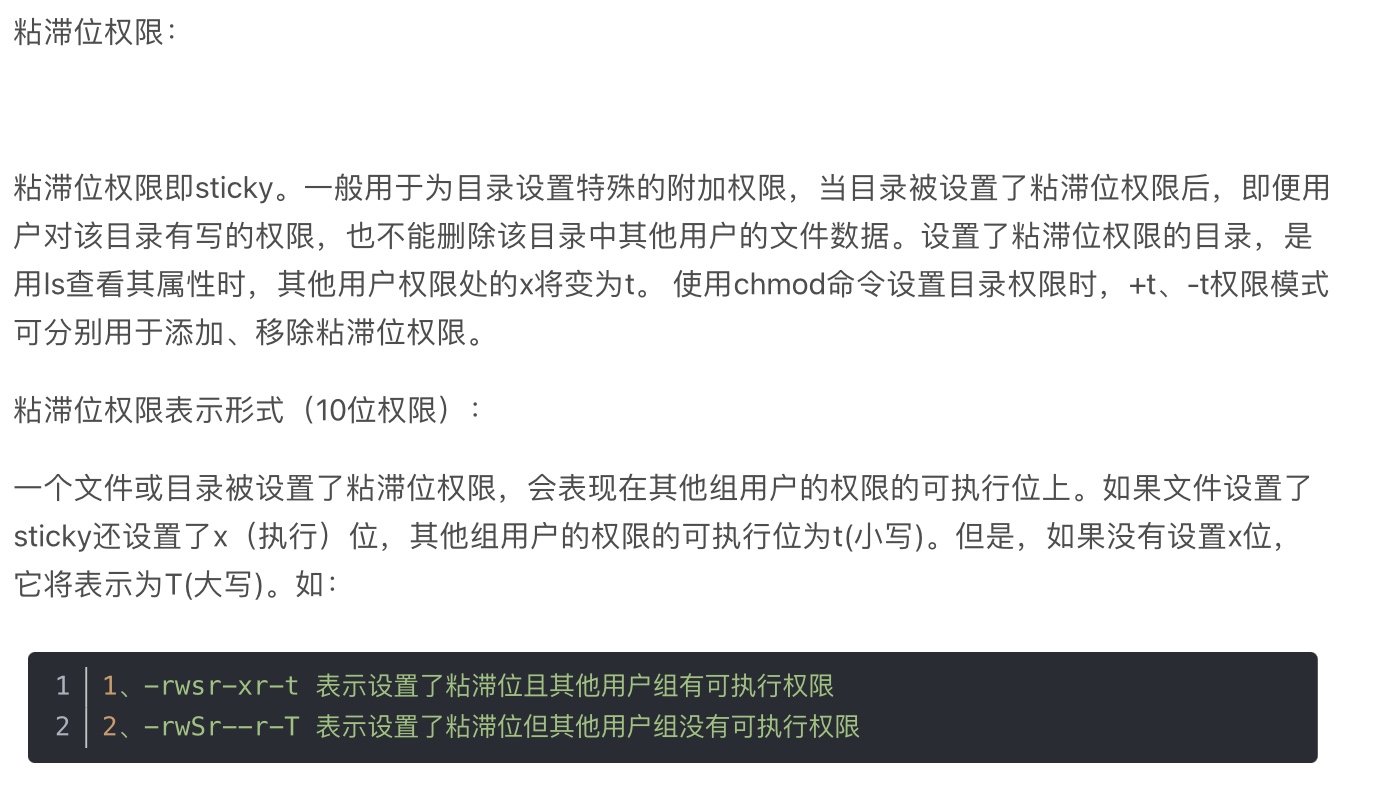 粘滞位权限：
粘滞位权限即sticky。一般用于为目录设置特殊的附加权限，当目录被设置了粘滞位权限后，即便用
户对该目录有写的权限，也不能删除该目录中其他用户的文件数据。设置了粘滞位权限的目录，是
用ls查看其属性时，其他用户权限处的x将变为t。 使用chmod命令设置目录权限时，+t、-t权限模式
可分别用于添加、移除粘滞位权限。
粘滞位权限表示形式（10位权限）：
一个文件或目录被设置了粘滞位权限，会表现在其他组用户的权限的可执行位上。如果文件设置了
sticky还设置了x（执行）位，其他组用户的权限的可执行位为t(小写)。但是，如果没有设置x位，
它将表示为T(大写)。如：
1 1、-rwsr-xr-t 表示设置了粘滞位且其他用户组有可执行权限
2 2、-rwSr--r-T 表示设置了粘滞位但其他用户组没有可执行权限